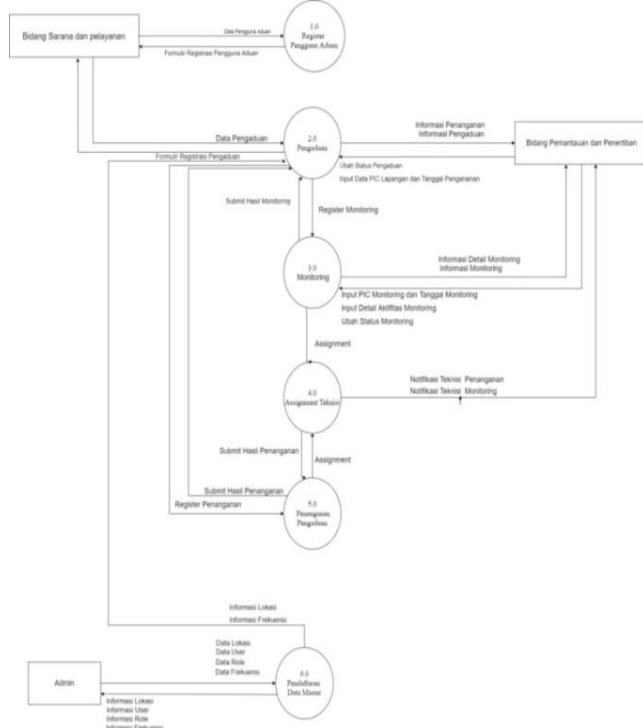 Bidang Sarana dan pelayanan
Data Pengguna Aduan
Formulir Registrasi Pengguna Aduan
1.0
Register
Pengguna Aduan
Data Pengaduan
Formulir Registrasi Pengaduan
2.0
Pengaduan
Informasi Penanganan
Informasi Pengaduan
Bidang Pemantauan dan Penertiban
Ubah Status Pengaduan
Input Data PIC Lapangan dan Tanggal Pengananan
Submit Hasil Monitoring
Register Monitoring
3.0
Monitoring
Informasi Detail Monitoring
Informasi Monitoring
Input PIC Monitoring dan Tanggal Monitoring
Input Detail Aktifitas Monitoring
Ubah Status Monitoring
Assignment
4.0
Assignment Teknisi
Notifikasi Teknisi Penanganan
Notifikasi Teknisi Monitoring
Submit Hasil Penanganan
Assignment
Submit Hasil Penanganan
Register Penanganan
5.0
Penanganan
Pengaduan
Informasi Lokasi
Informasi Frekuensi
Data Lokasi
Data User
Data Role
Data Frekuensi
Admin
6.0
Pendaftaran
Data Master
Informasi Lokasi
Informasi User
Informasi Role
Informasi Frekuensi